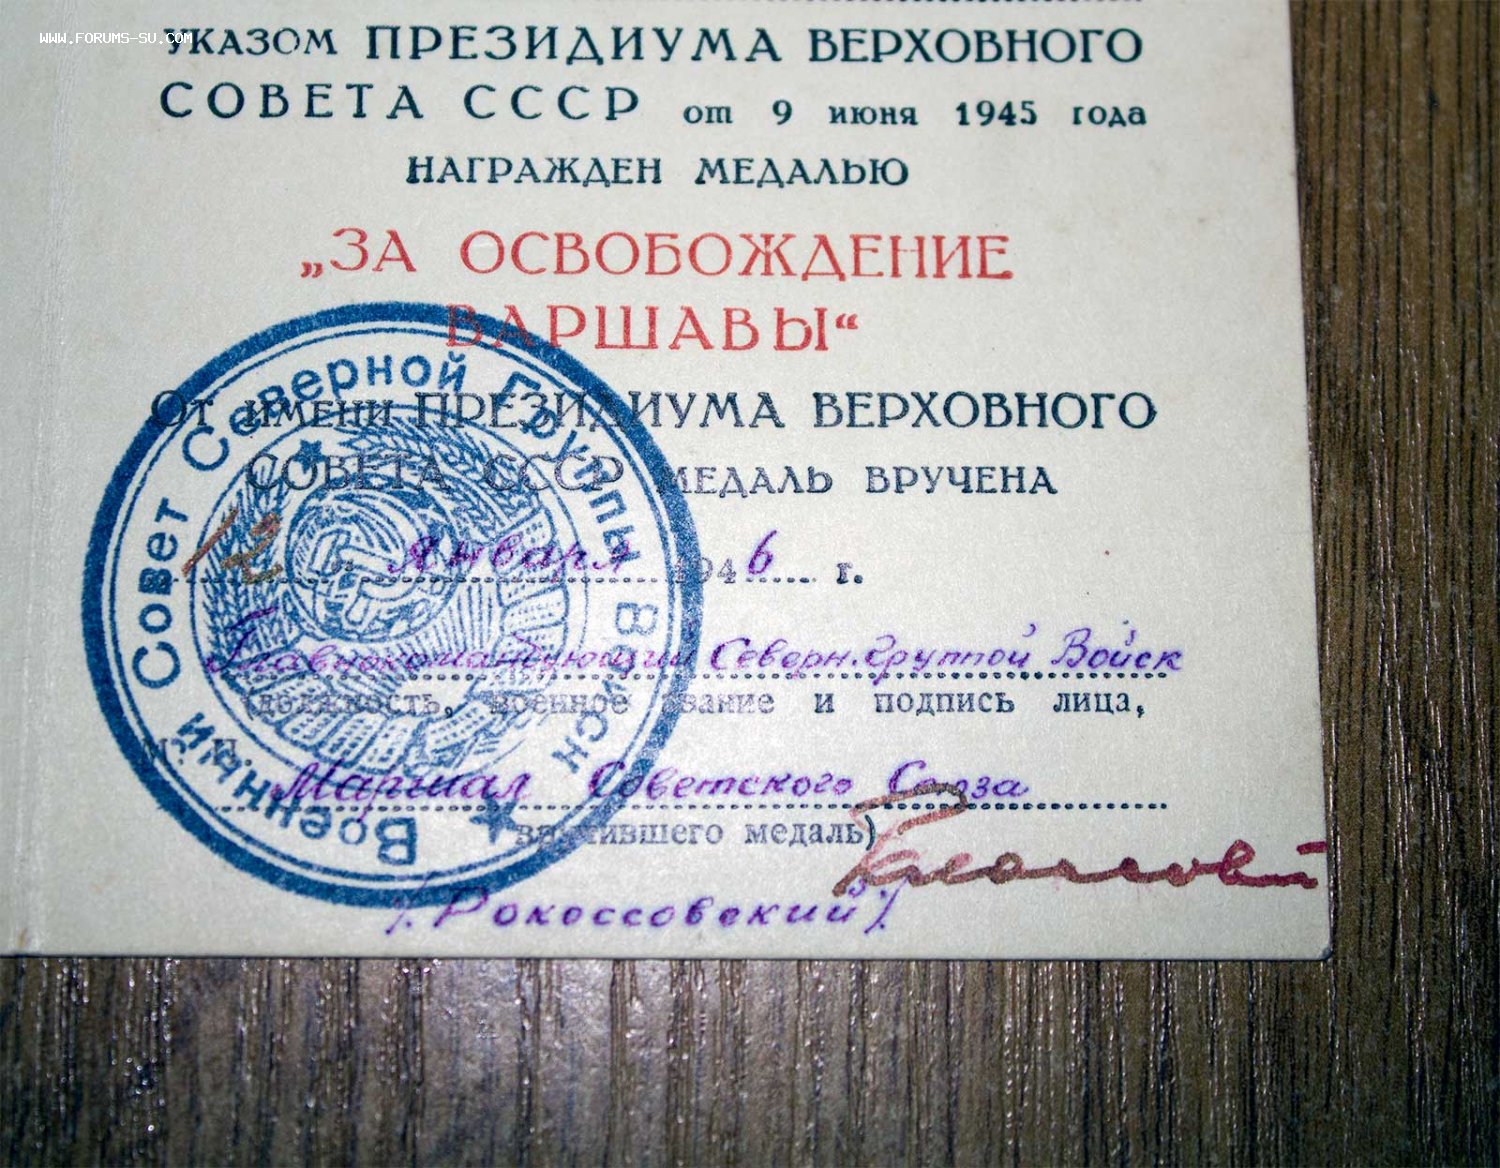 WWW.FORUMS-SU.COM
УКАЗОМ ПРЕЗИДИУМА ВЕРХОВНОГО
СОВЕТА СССР от 9 июня 1945 года
НАГРАЖДЕН МЕДАЛЬЮ
„ЗА ОСВОБОЖДЕНИЕ
ВАРШАВЫ“
От имени ПРЕЗИДИУМА ВЕРХОВНОГО
СОВЕТА СССР МЕДАЛЬ ВРУЧЕНА
12 января 1946 г.
Главнокомандующий Северн. Группой Войск
(должность, военное звание и подпись лица,
М. П.
Маршал Советского Союза
вручившего медаль)
/Рокоссовский/
Военный Совет Северной Группы Войск